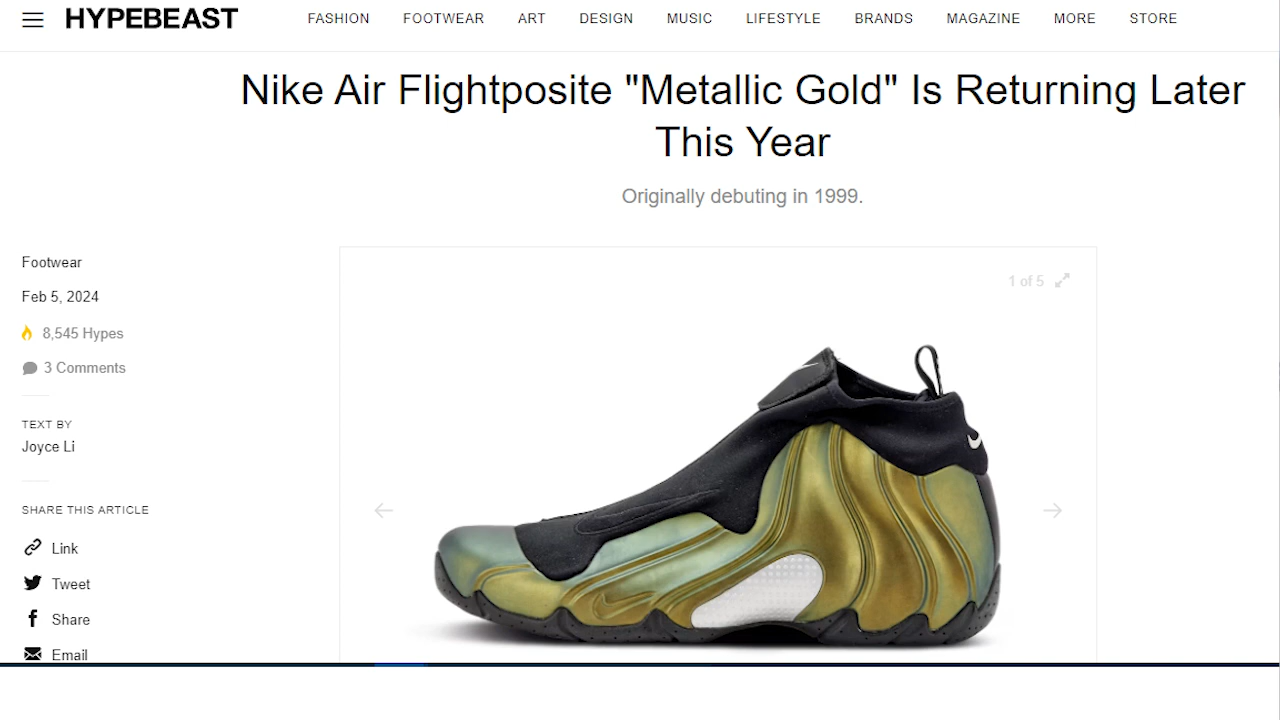 HYPEBEAST
FASHION FOOTWEAR ART DESIGN MUSIC LIFESTYLE BRANDS MAGAZINE MORE STORE
Nike Air Flightposite "Metallic Gold" Is Returning Later
This Year
Originally debuting in 1999.
Footwear
Feb 5, 2024
8,545 Hypes
3 Comments
TEXT BY
Joyce Li
SHARE THIS ARTICLE
Link
Tweet
Share
Email
1 of 5